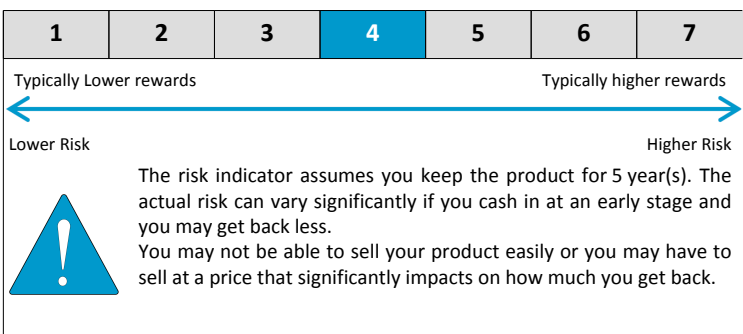 1 2 3 4 5 6 7
Typically Lower rewards Typically higher rewards
Lower Risk Higher Risk
The risk indicator assumes you keep the product for 5 year(s). The
actual risk can vary significantly if you cash in at an early stage and
you may get back less.
You may not be able to sell your product easily or you may have to
sell at a price that significantly impacts on how much you get back.